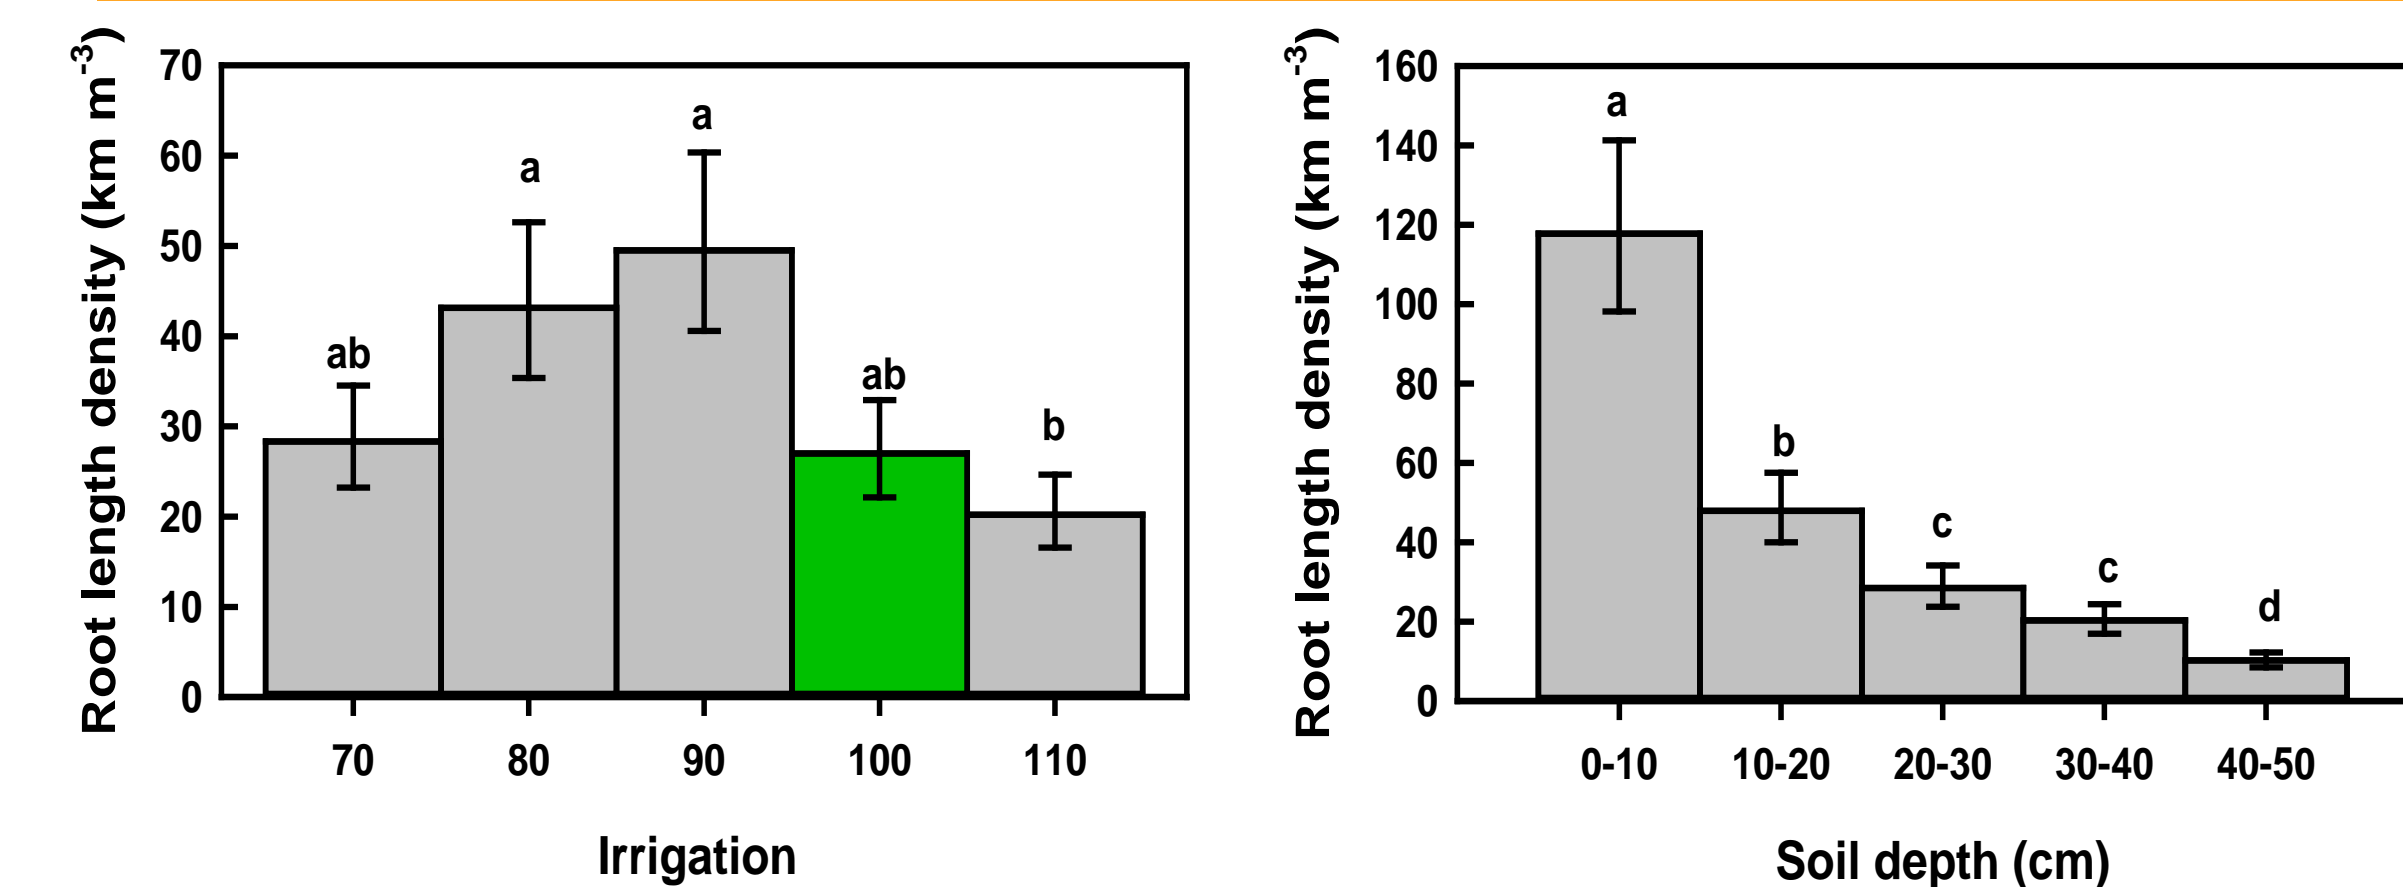 Root length density (km m⁻³)
70
60
50
40
30
20
10
0
ab
a
a
ab
b
70 80 90 100 110
Irrigation
Root length density (km m⁻³)
160
140
120
100
80
60
40
20
0
a
b
c
c
d
0-10 10-20 20-30 30-40 40-50
Soil depth (cm)